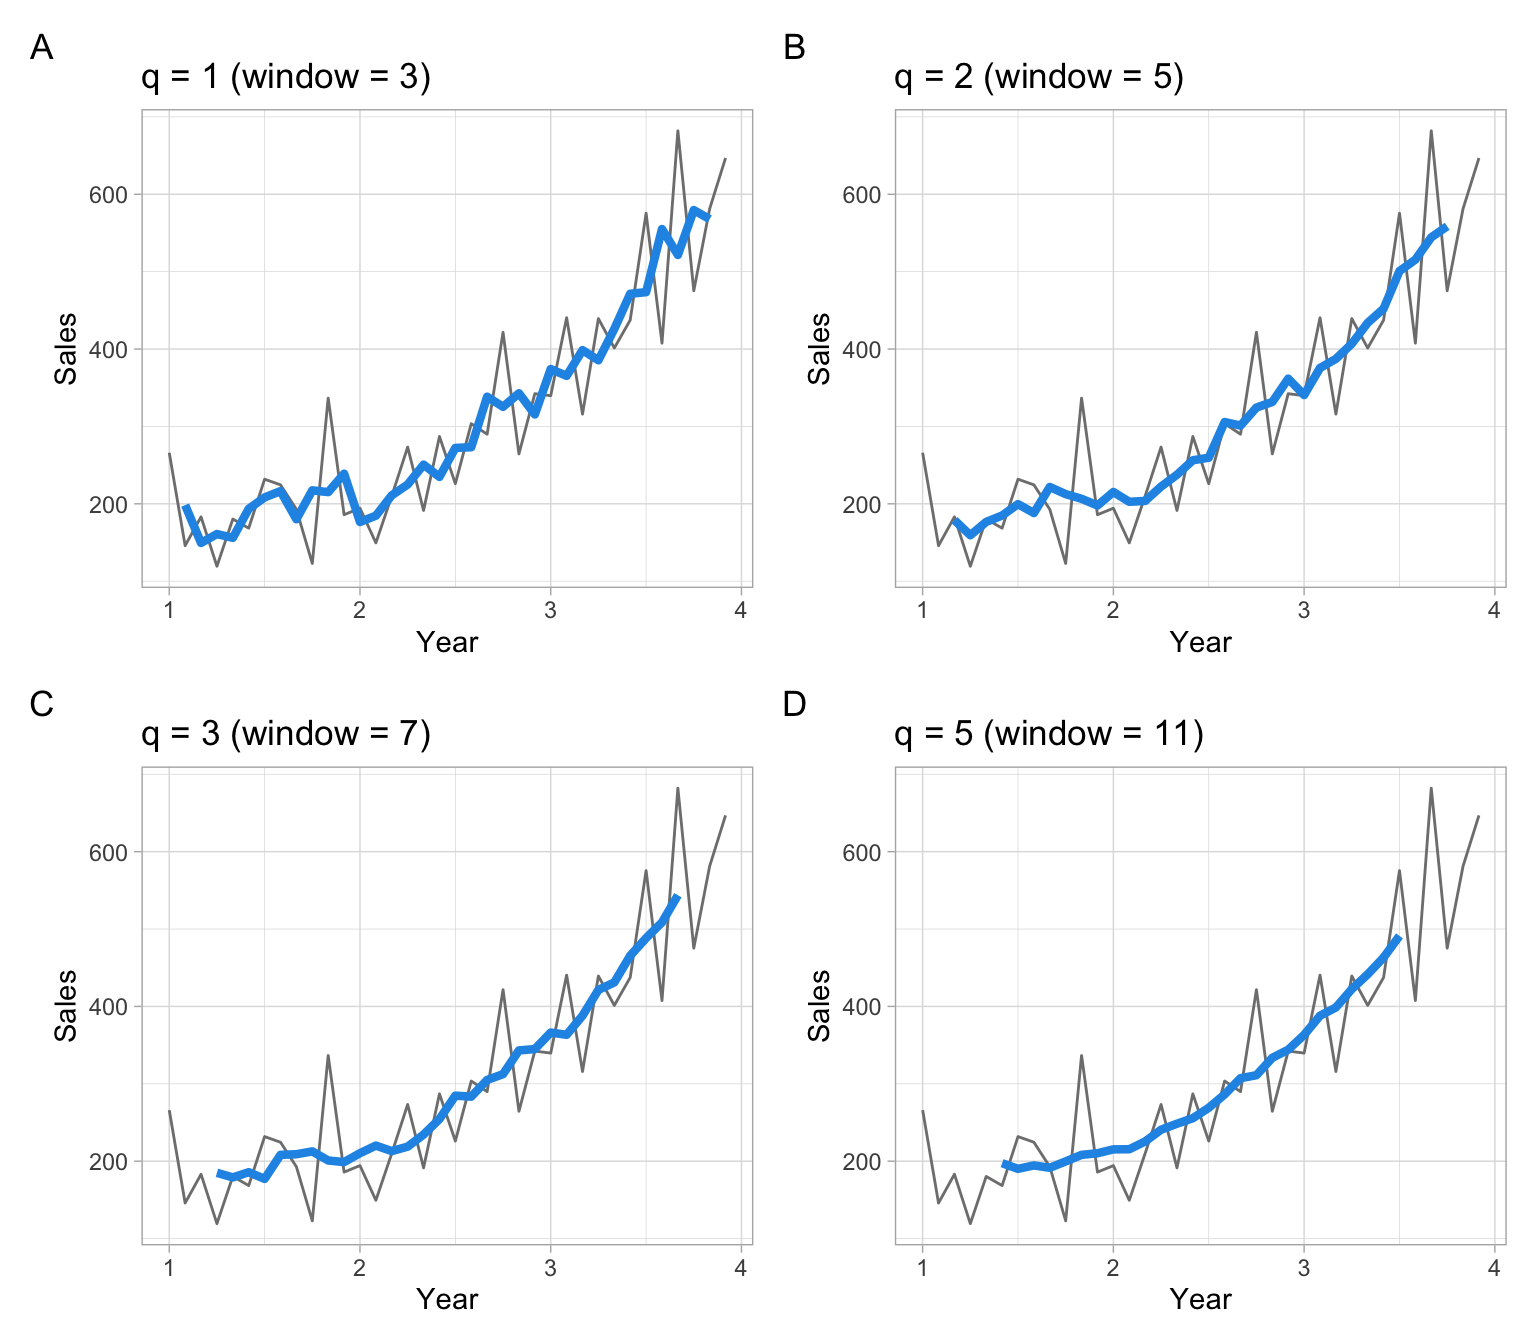 A
q = 1 (window = 3)
600
400
200
Sales
1 2 3 4
Year
B
q = 2 (window = 5)
600
400
200
Sales
1 2 3 4
Year
C
q = 3 (window = 7)
600
400
200
Sales
1 2 3 4
Year
D
q = 5 (window = 11)
600
400
200
Sales
1 2 3 4
Year